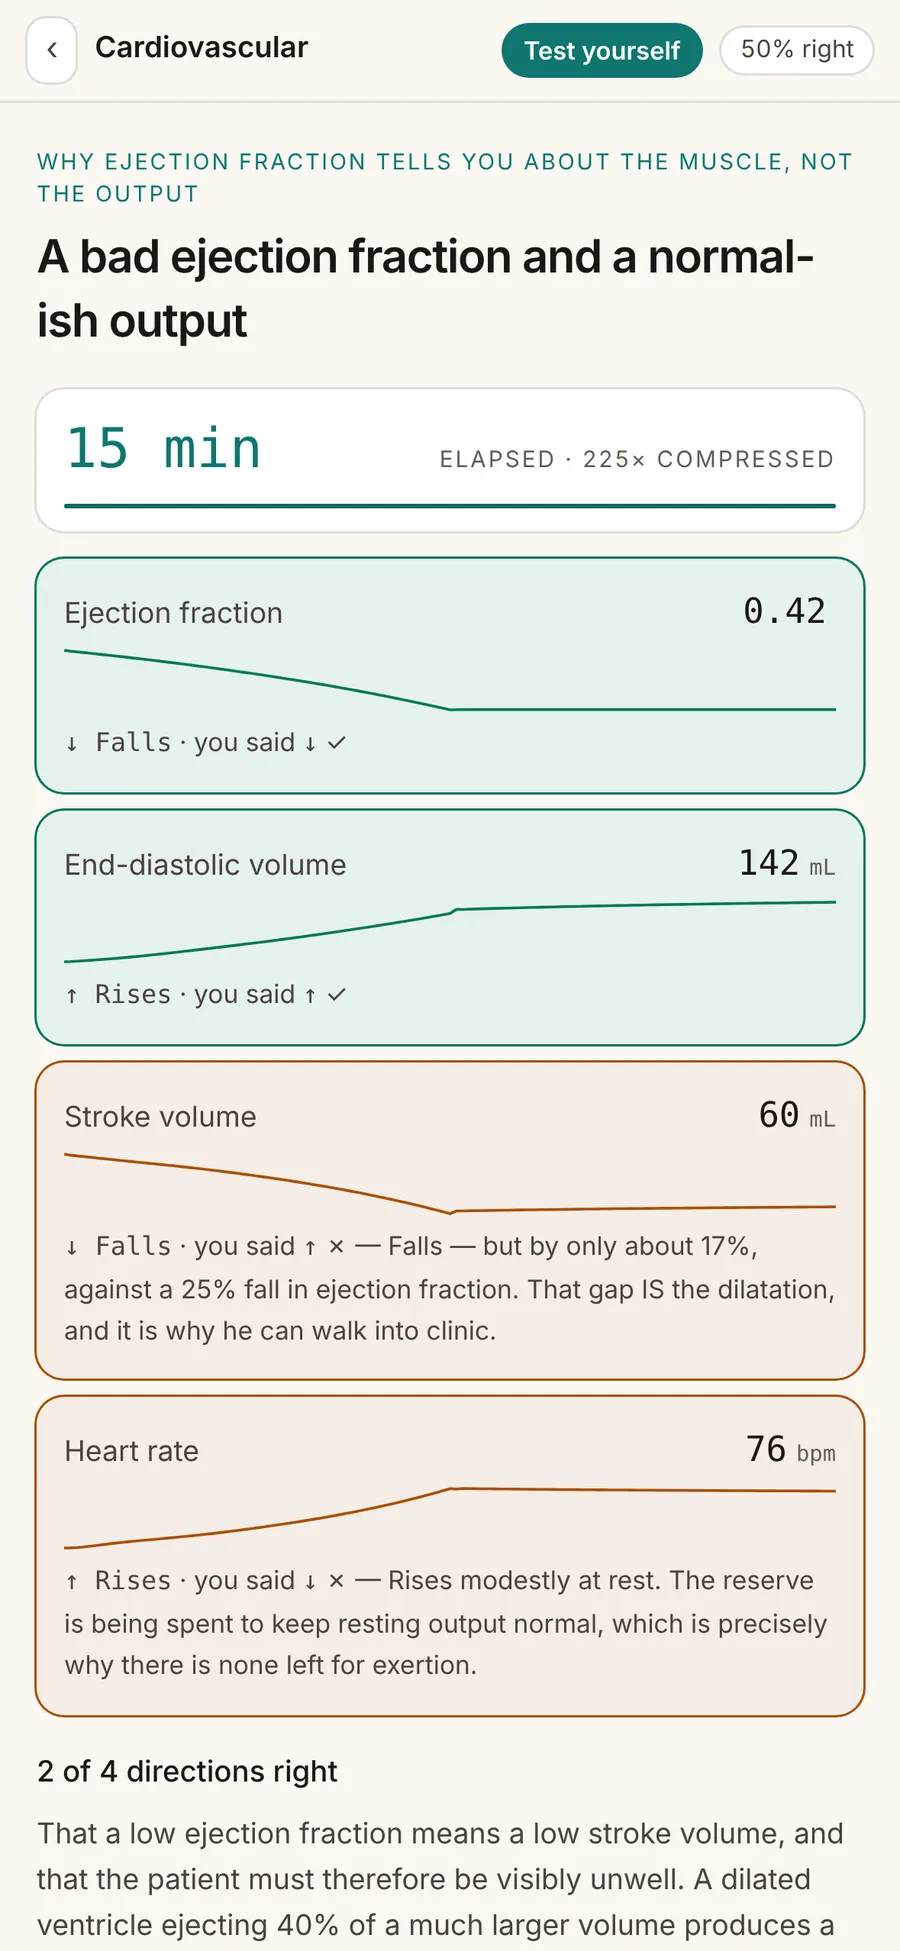 ‹ Cardiovascular Test yourself 50% right
WHY EJECTION FRACTION TELLS YOU ABOUT THE MUSCLE, NOT
THE OUTPUT
A bad ejection fraction and a normal-
ish output
15 min ELAPSED · 225× COMPRESSED
Ejection fraction 0.42
↓ Falls · you said ↓ ✓
End-diastolic volume 142 mL
↑ Rises · you said ↑ ✓
Stroke volume 60 mL
↓ Falls · you said ↑ × — Falls — but by only about 17%,
against a 25% fall in ejection fraction. That gap IS the dilatation,
and it is why he can walk into clinic.
Heart rate 76 bpm
↑ Rises · you said ↓ × — Rises modestly at rest. The reserve
is being spent to keep resting output normal, which is precisely
why there is none left for exertion.
2 of 4 directions right
That a low ejection fraction means a low stroke volume, and
that the patient must therefore be visibly unwell. A dilated
ventricle ejecting 40% of a much larger volume produces a